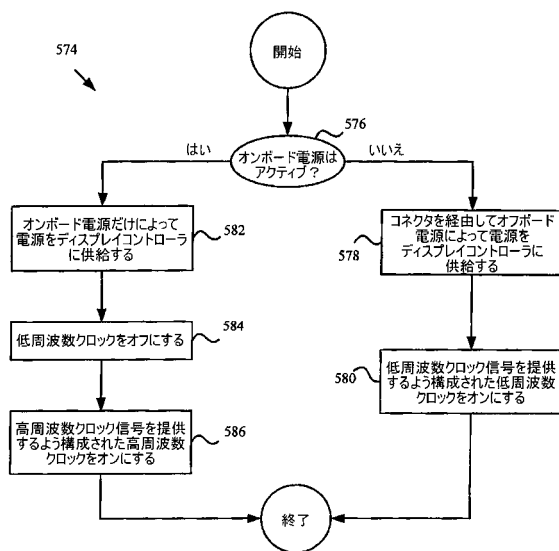 574
開始
576
オンボード電源は
アクティブ?
はい
いいえ
オンボード電源だけによって
電源をディスプレイコントローラ
に供給する
582
コネクタを経由してオフボード
電源によって電源を
ディスプレイコントローラに
供給する
578
低周波数クロックをオフにする
584
低周波数クロック信号を提供
するよう構成された低周波数
クロックをオンにする
580
高周波数クロック信号を提供
するよう構成された高周波数
クロックをオンにする
586
終了